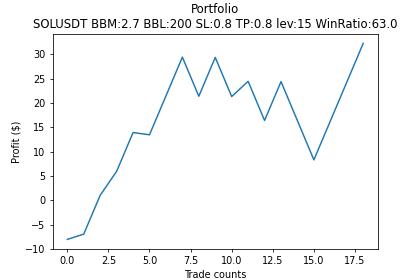 Portfolio
SOLUSDT BBM:2.7 BBL:200 SL:0.8 TP:0.8 lev:15 WinRatio:63.0
30
25
20
15
10
5
0
−5
−10
Profit ($)
0.0 2.5 5.0 7.5 10.0 12.5 15.0 17.5
Trade counts